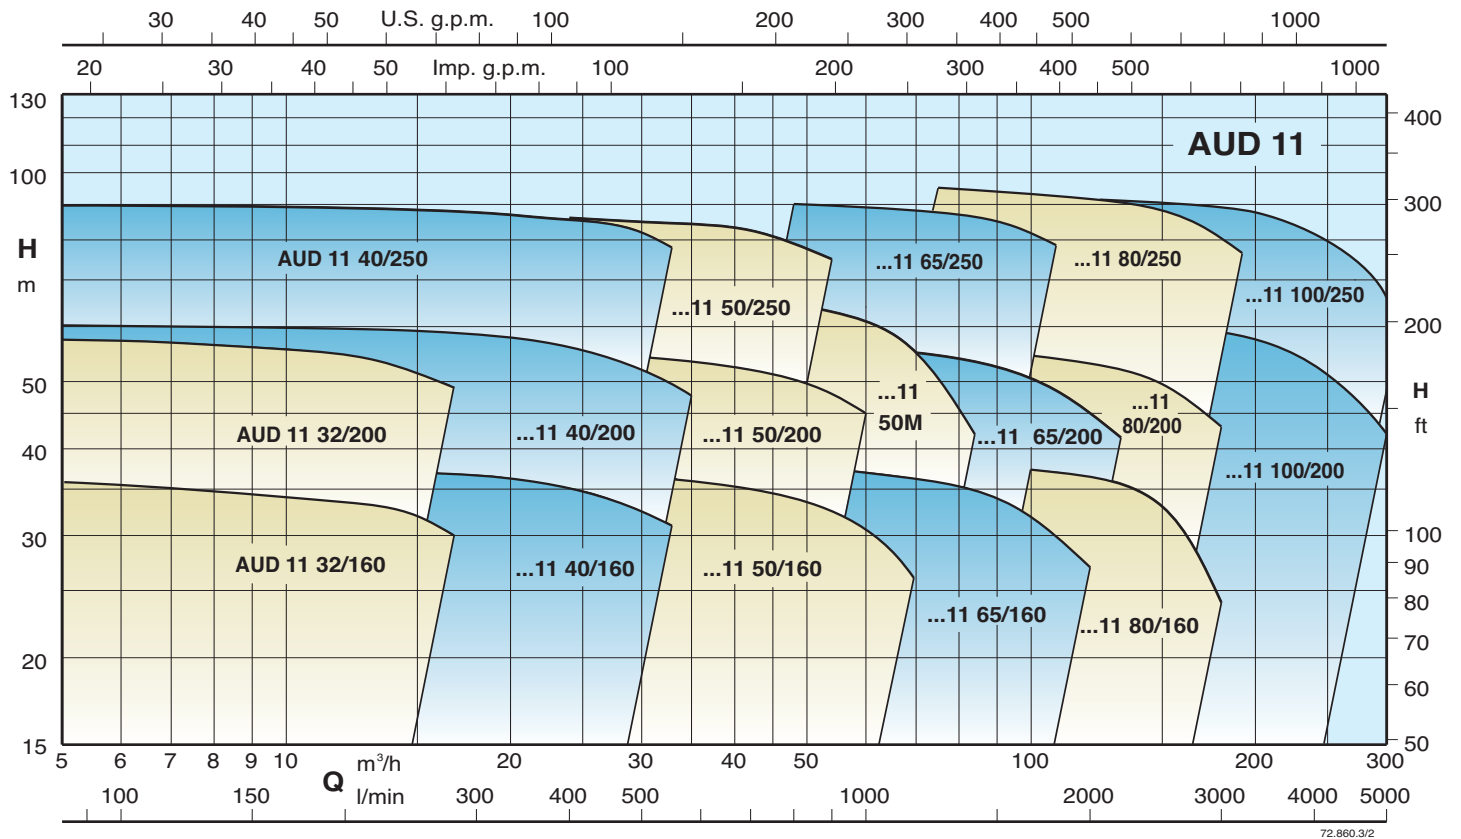 30 40 50 U.S. g.p.m. 100 200 300 400 500 1000
20 30 40 50 Imp. g.p.m. 100 200 300 400 500 1000
130
400
AUD 11
100
300
H
m
AUD 11 40/250
...11 65/250
...11 80/250
...11 100/250
...11 50/250
200
50
H
ft
...11
50M
...11
80/200
AUD 11 32/200
...11 40/200
...11 50/200
...11 65/200
40
...11 100/200
30
100
AUD 11 32/160
...11 40/160
...11 50/160
90
80
...11 65/160
...11 80/160
70
20
60
15
50
5 6 7 8 9 10 m³/h 20 30 40 50 100 200 300
Q
100 150 l/min 300 400 500 1000 2000 3000 4000 5000
72.860.3/2